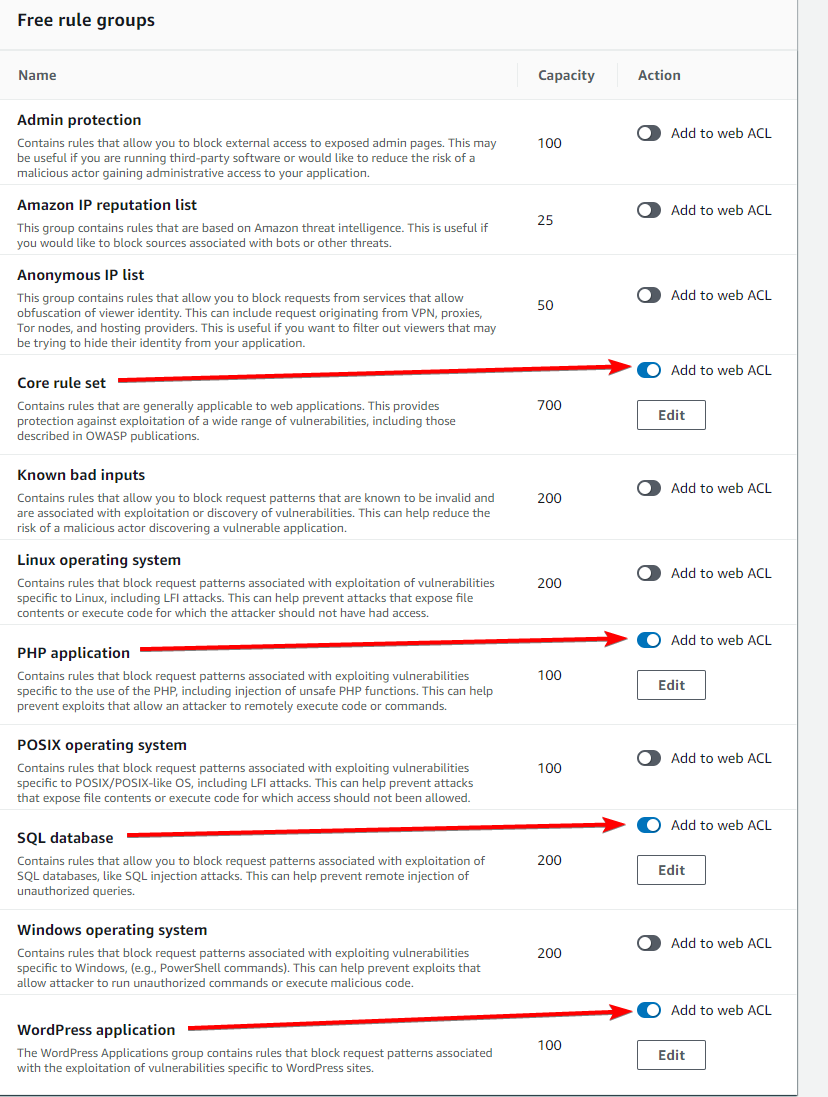 Free rule groups
Name Capacity Action
Admin protection
Contains rules that allow you to block external access to exposed admin pages. This may
be useful if you are running third-party software or would like to reduce the risk of a
malicious actor gaining administrative access to your application.
100
Add to web ACL
Amazon IP reputation list
This group contains rules that are based on Amazon threat intelligence. This is useful if
you would like to block sources associated with bots or other threats.
25
Add to web ACL
Anonymous IP list
This group contains rules that allow you to block requests from services that allow
obfuscation of viewer identity. This can include request originating from VPN, proxies,
Tor nodes, and hosting providers. This is useful if you want to filter out viewers that may
be trying to hide their identity from your application.
50
Add to web ACL
Core rule set
Contains rules that are generally applicable to web applications. This provides
protection against exploitation of a wide range of vulnerabilities, including those
described in OWASP publications.
700
Add to web ACL
Edit
Known bad inputs
Contains rules that allow you to block request patterns that are known to be invalid and
are associated with exploitation or discovery of vulnerabilities. This can help reduce the
risk of a malicious actor discovering a vulnerable application.
200
Add to web ACL
Linux operating system
Contains rules that block request patterns associated with exploitation of vulnerabilities
specific to Linux, including LFI attacks. This can help prevent attacks that expose file
contents or execute code for which the attacker should not have had access.
200
Add to web ACL
PHP application
Contains rules that block request patterns associated with exploiting vulnerabilities
specific to the use of the PHP, including injection of unsafe PHP functions. This can help
prevent exploits that allow an attacker to remotely execute code or commands.
100
Add to web ACL
Edit
POSIX operating system
Contains rules that block request patterns associated with exploiting vulnerabilities
specific to POSIX/POSIX-like OS, including LFI attacks. This can help prevent attacks
that expose file contents or execute code for which access should not been allowed.
100
Add to web ACL
SQL database
Contains rules that allow you to block request patterns associated with exploitation of
SQL databases, like SQL injection attacks. This can help prevent remote injection of
unauthorized queries.
200
Add to web ACL
Edit
Windows operating system
Contains rules that block request patterns associated with exploiting vulnerabilities
specific to Windows, (e.g., PowerShell commands). This can help prevent exploits that
allow attacker to run unauthorized commands or execute malicious code.
200
Add to web ACL
WordPress application
The WordPress Applications group contains rules that block request patterns associated
with the exploitation of vulnerabilities specific to WordPress sites.
100
Add to web ACL
Edit